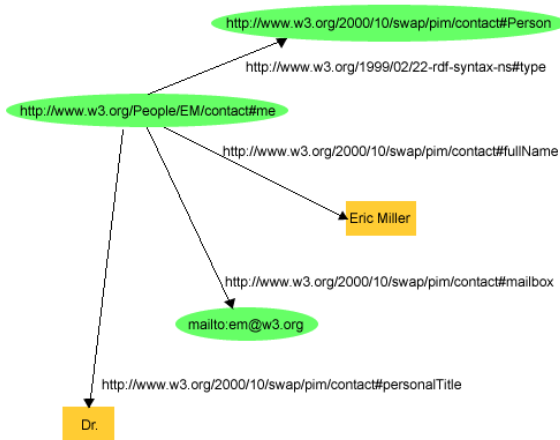 http://www.w3.org/2000/10/swap/pim/contact#Person
http://www.w3.org/1999/02/22-rdf-syntax-ns#type
http://www.w3.org/People/EM/contact#me
http://www.w3.org/2000/10/swap/pim/contact#fullName
Eric Miller
http://www.w3.org/2000/10/swap/pim/contact#mailbox
mailto:em@w3.org
http://www.w3.org/2000/10/swap/pim/contact#personalTitle
Dr.